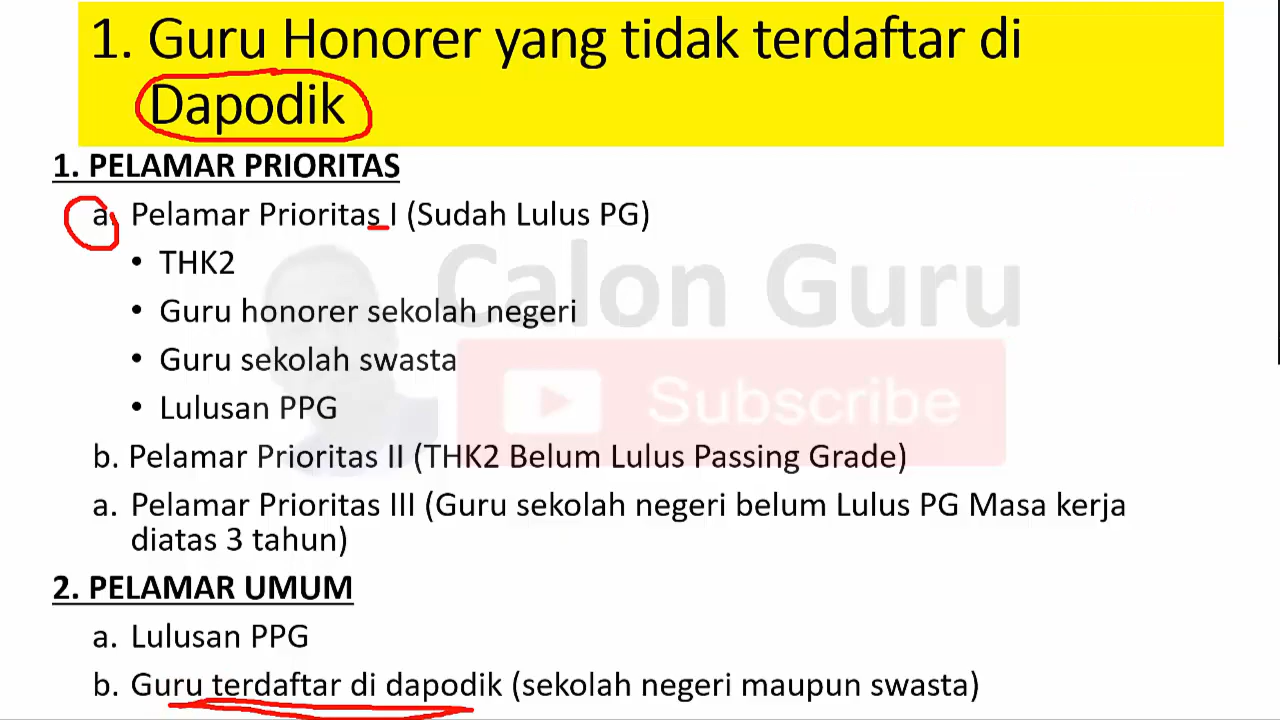 1. Guru Honorer yang tidak terdaftar di
Dapodik
1. PELAMAR PRIORITAS
a. Pelamar Prioritas I (Sudah Lulus PG)
• THK2
• Guru honorer sekolah negeri
• Guru sekolah swasta
• Lulusan PPG
b. Pelamar Prioritas II (THK2 Belum Lulus Passing Grade)
a. Pelamar Prioritas III (Guru sekolah negeri belum Lulus PG Masa kerja
diatas 3 tahun)
2. PELAMAR UMUM
a. Lulusan PPG
b. Guru terdaftar di dapodik (sekolah negeri maupun swasta)
Calon Guru
Subscribe